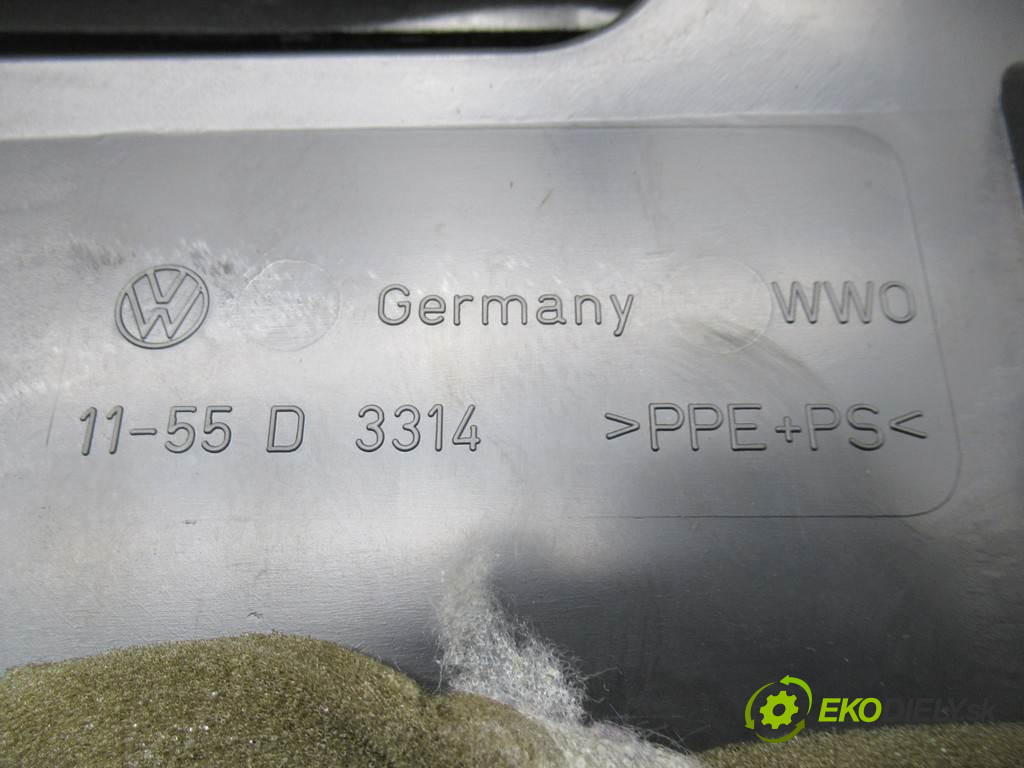 Germany WWO
11-55 D 3314 >PPE+PS<
EKODIELY.sk